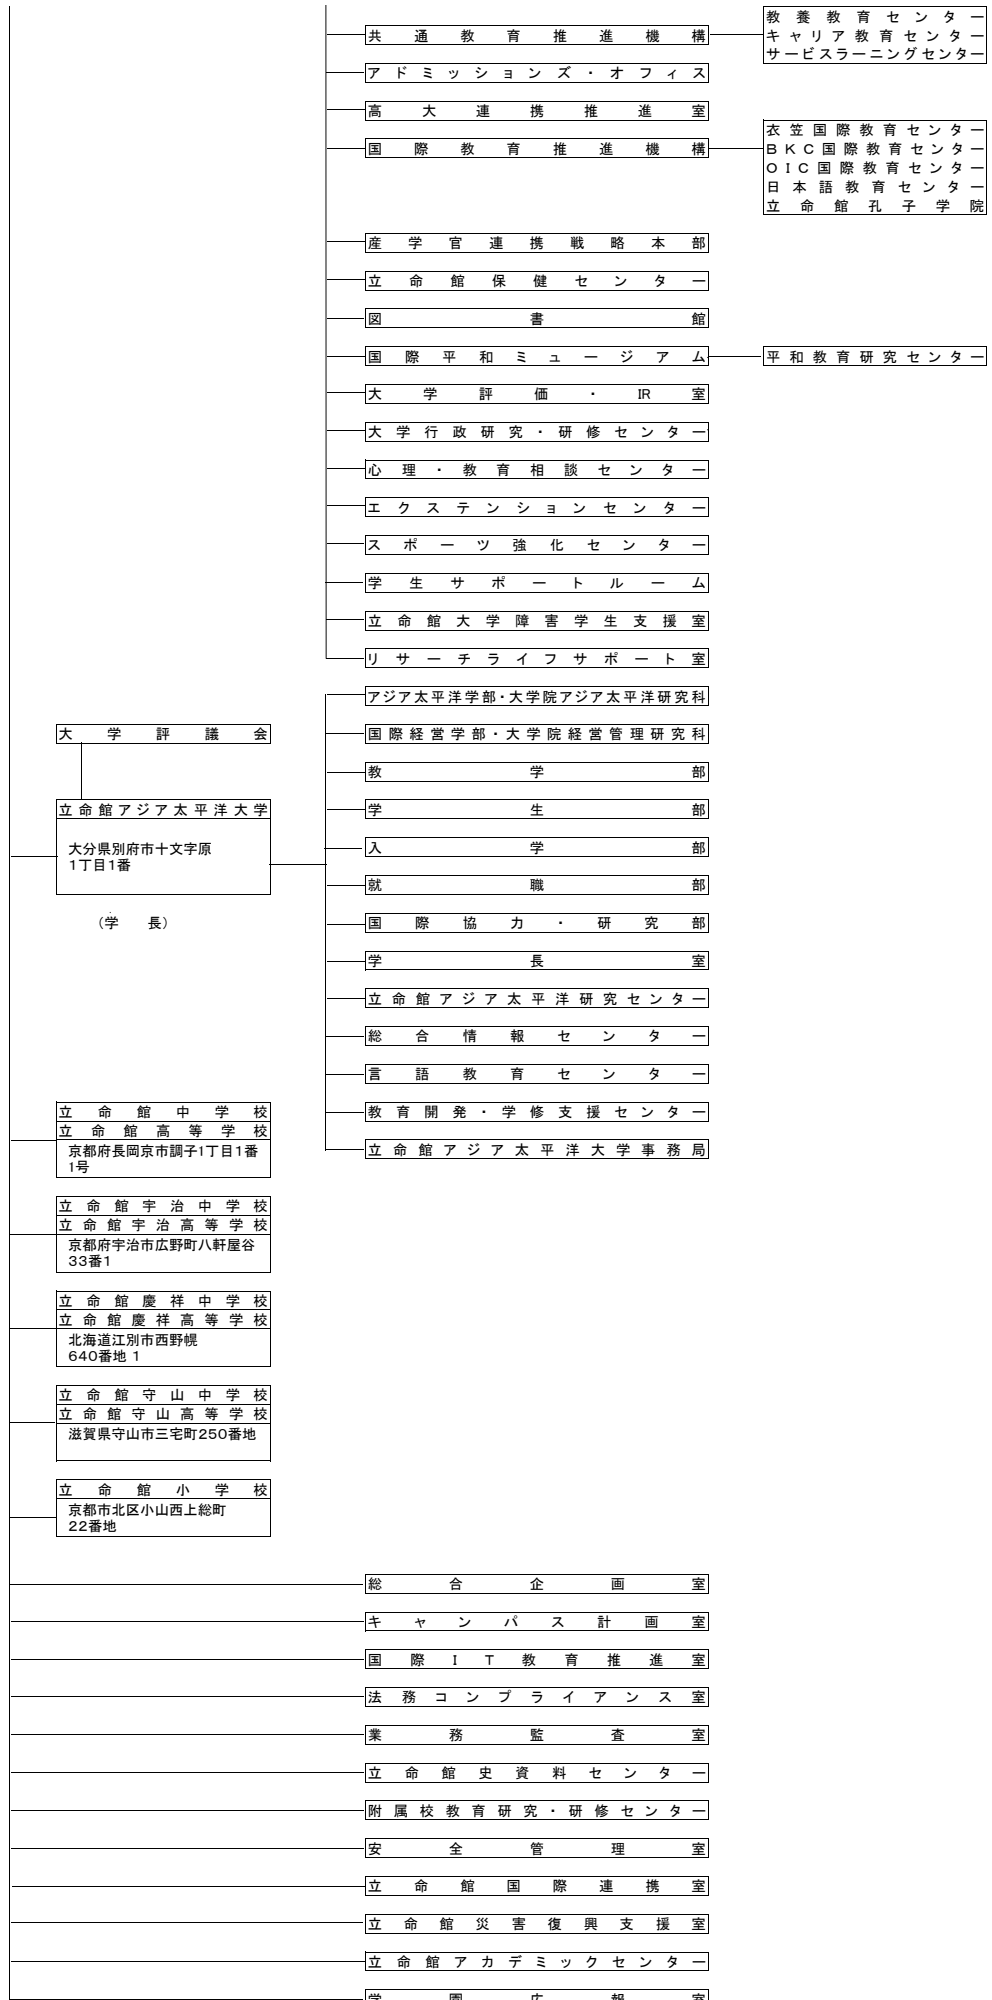 共通教育推進機構
教養教育センター
キャリア教育センター
サービスラーニングセンター
アドミッションズ・オフィス
高大連携推進室
国際教育推進機構
衣笠国際教育センター
BKC国際教育センター
OIC国際教育センター
日本語教育センター
立命館孔子学院
産学官連携戦略本部
立命館保健センター
図書館
国際平和ミュージアム
平和教育研究センター
大学評価・IR室
大学行政研究・研修センター
心理・教育相談センター
エクステンションセンター
スポーツ強化センター
学生サポートルーム
立命館大学障害学生支援室
リサーチライフサポート室
大学評議会
立命館アジア太平洋大学
大分県別府市十文字原
1丁目1番
（学　長）
アジア太平洋学部・大学院アジア太平洋研究科
国際経営学部・大学院経営管理研究科
教学部
学生部
入学部
就職部
国際協力・研究部
学長室
立命館アジア太平洋研究センター
総合情報センター
言語教育センター
教育開発・学修支援センター
立命館アジア太平洋大学事務局
立命館中学校
立命館高等学校
京都府長岡京市調子1丁目1番
1号
立命館宇治中学校
立命館宇治高等学校
京都府宇治市広野町八軒屋谷
33番1
立命館慶祥中学校
立命館慶祥高等学校
北海道江別市西野幌
640番地 1
立命館守山中学校
立命館守山高等学校
滋賀県守山市三宅町250番地
立命館小学校
京都市北区小山西上総町
22番地
総合企画室
キャンパス計画室
国際IT教育推進室
法務コンプライアンス室
業務監査室
立命館史資料センター
附属校教育研究・研修センター
安全管理室
立命館国際連携室
立命館災害復興支援室
立命館アカデミックセンター
学園広報室